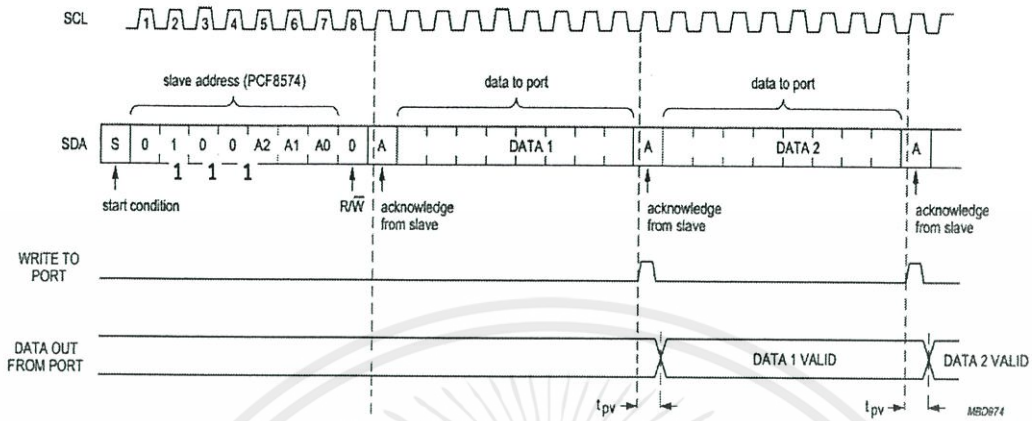 SCL 1 2 3 4 5 6 7 8
slave address (PCF8574) data to port data to port
SDA S 0 1 0 0 A2 A1 A0 0 A DATA 1 A DATA 2 A
1 1 1
start condition R/W̅ acknowledge from slave acknowledge from slave acknowledge from slave
WRITE TO
PORT
DATA OUT
FROM PORT
DATA 1 VALID DATA 2 VALID
tpv tpv MBD974